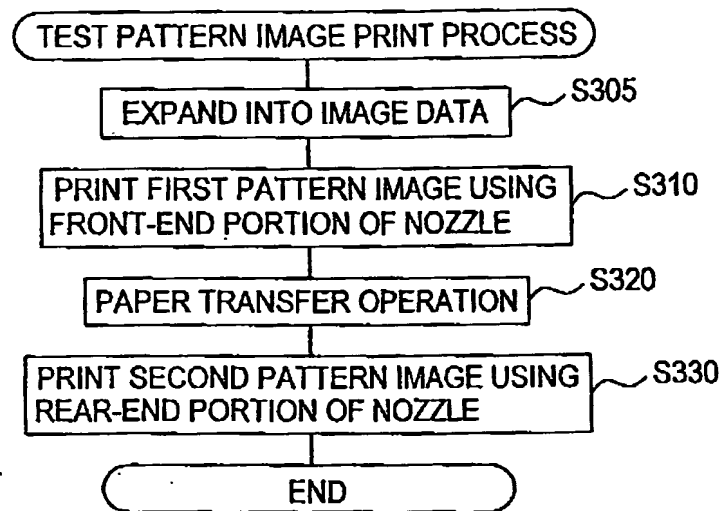 TEST PATTERN IMAGE PRINT PROCESS
EXPAND INTO IMAGE DATA
S305
PRINT FIRST PATTERN IMAGE USING
FRONT-END PORTION OF NOZZLE
S310
PAPER TRANSFER OPERATION
S320
PRINT SECOND PATTERN IMAGE USING
REAR-END PORTION OF NOZZLE
S330
END